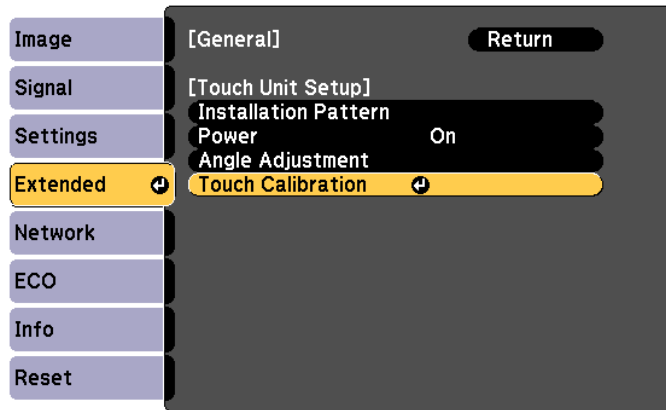 Image
Signal
Settings
Extended
Network
ECO
Info
Reset
[General] Return
[Touch Unit Setup]
Installation Pattern
Power On
Angle Adjustment
Touch Calibration